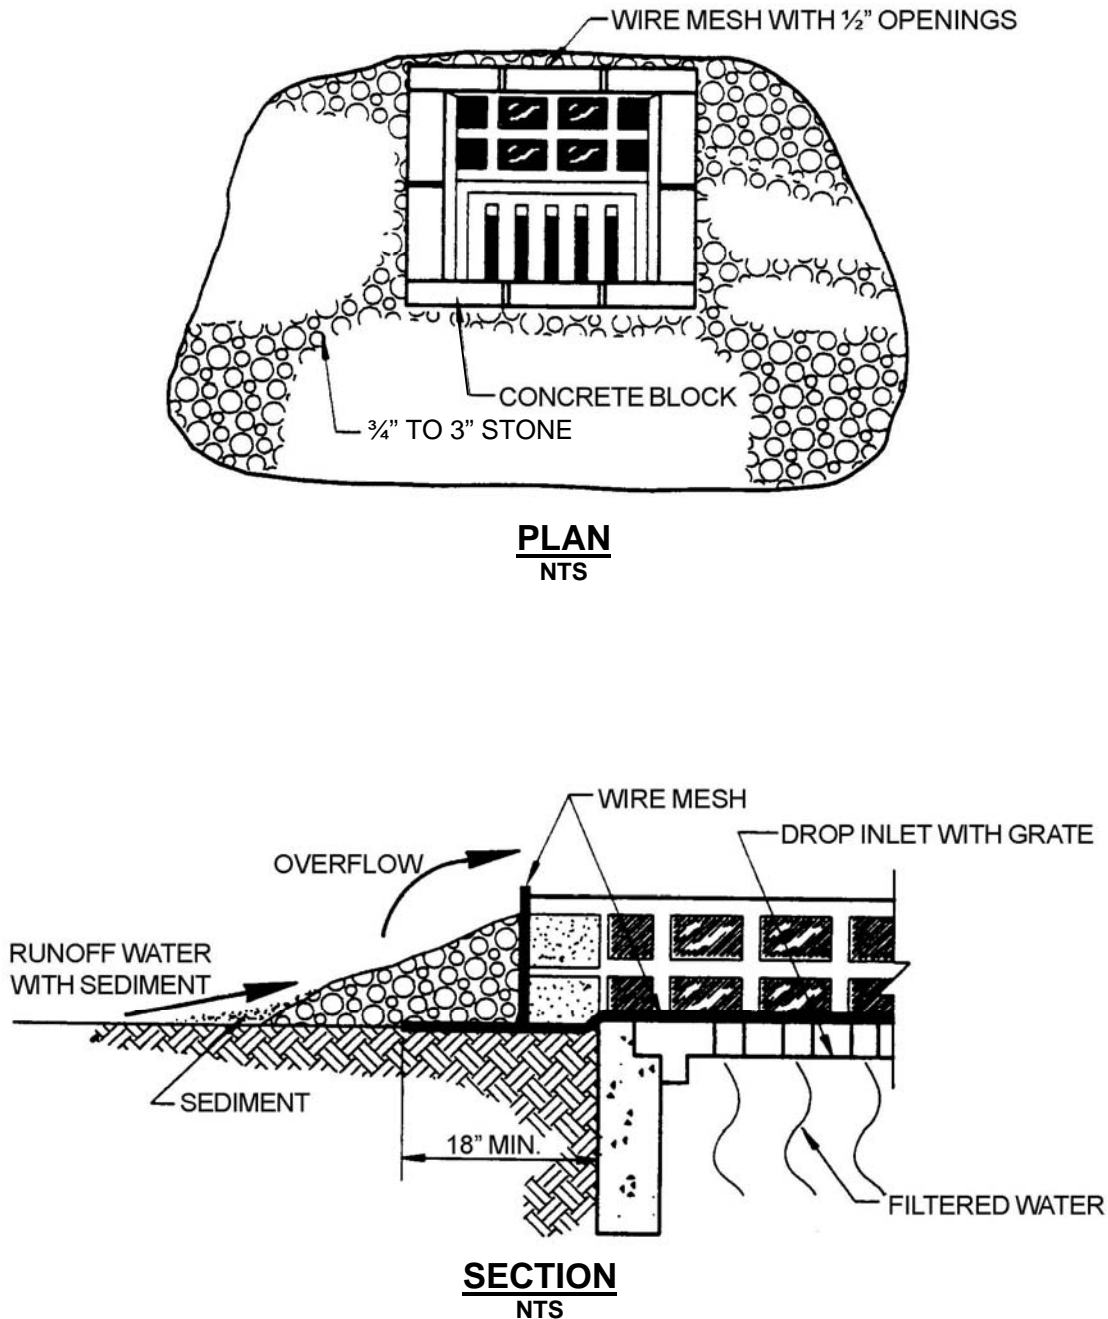 WIRE MESH WITH ½” OPENINGS
CONCRETE BLOCK
¾” TO 3” STONE
PLAN
NTS
WIRE MESH
DROP INLET WITH GRATE
OVERFLOW
RUNOFF WATER
WITH SEDIMENT
SEDIMENT
18” MIN.
FILTERED WATER
SECTION
NTS